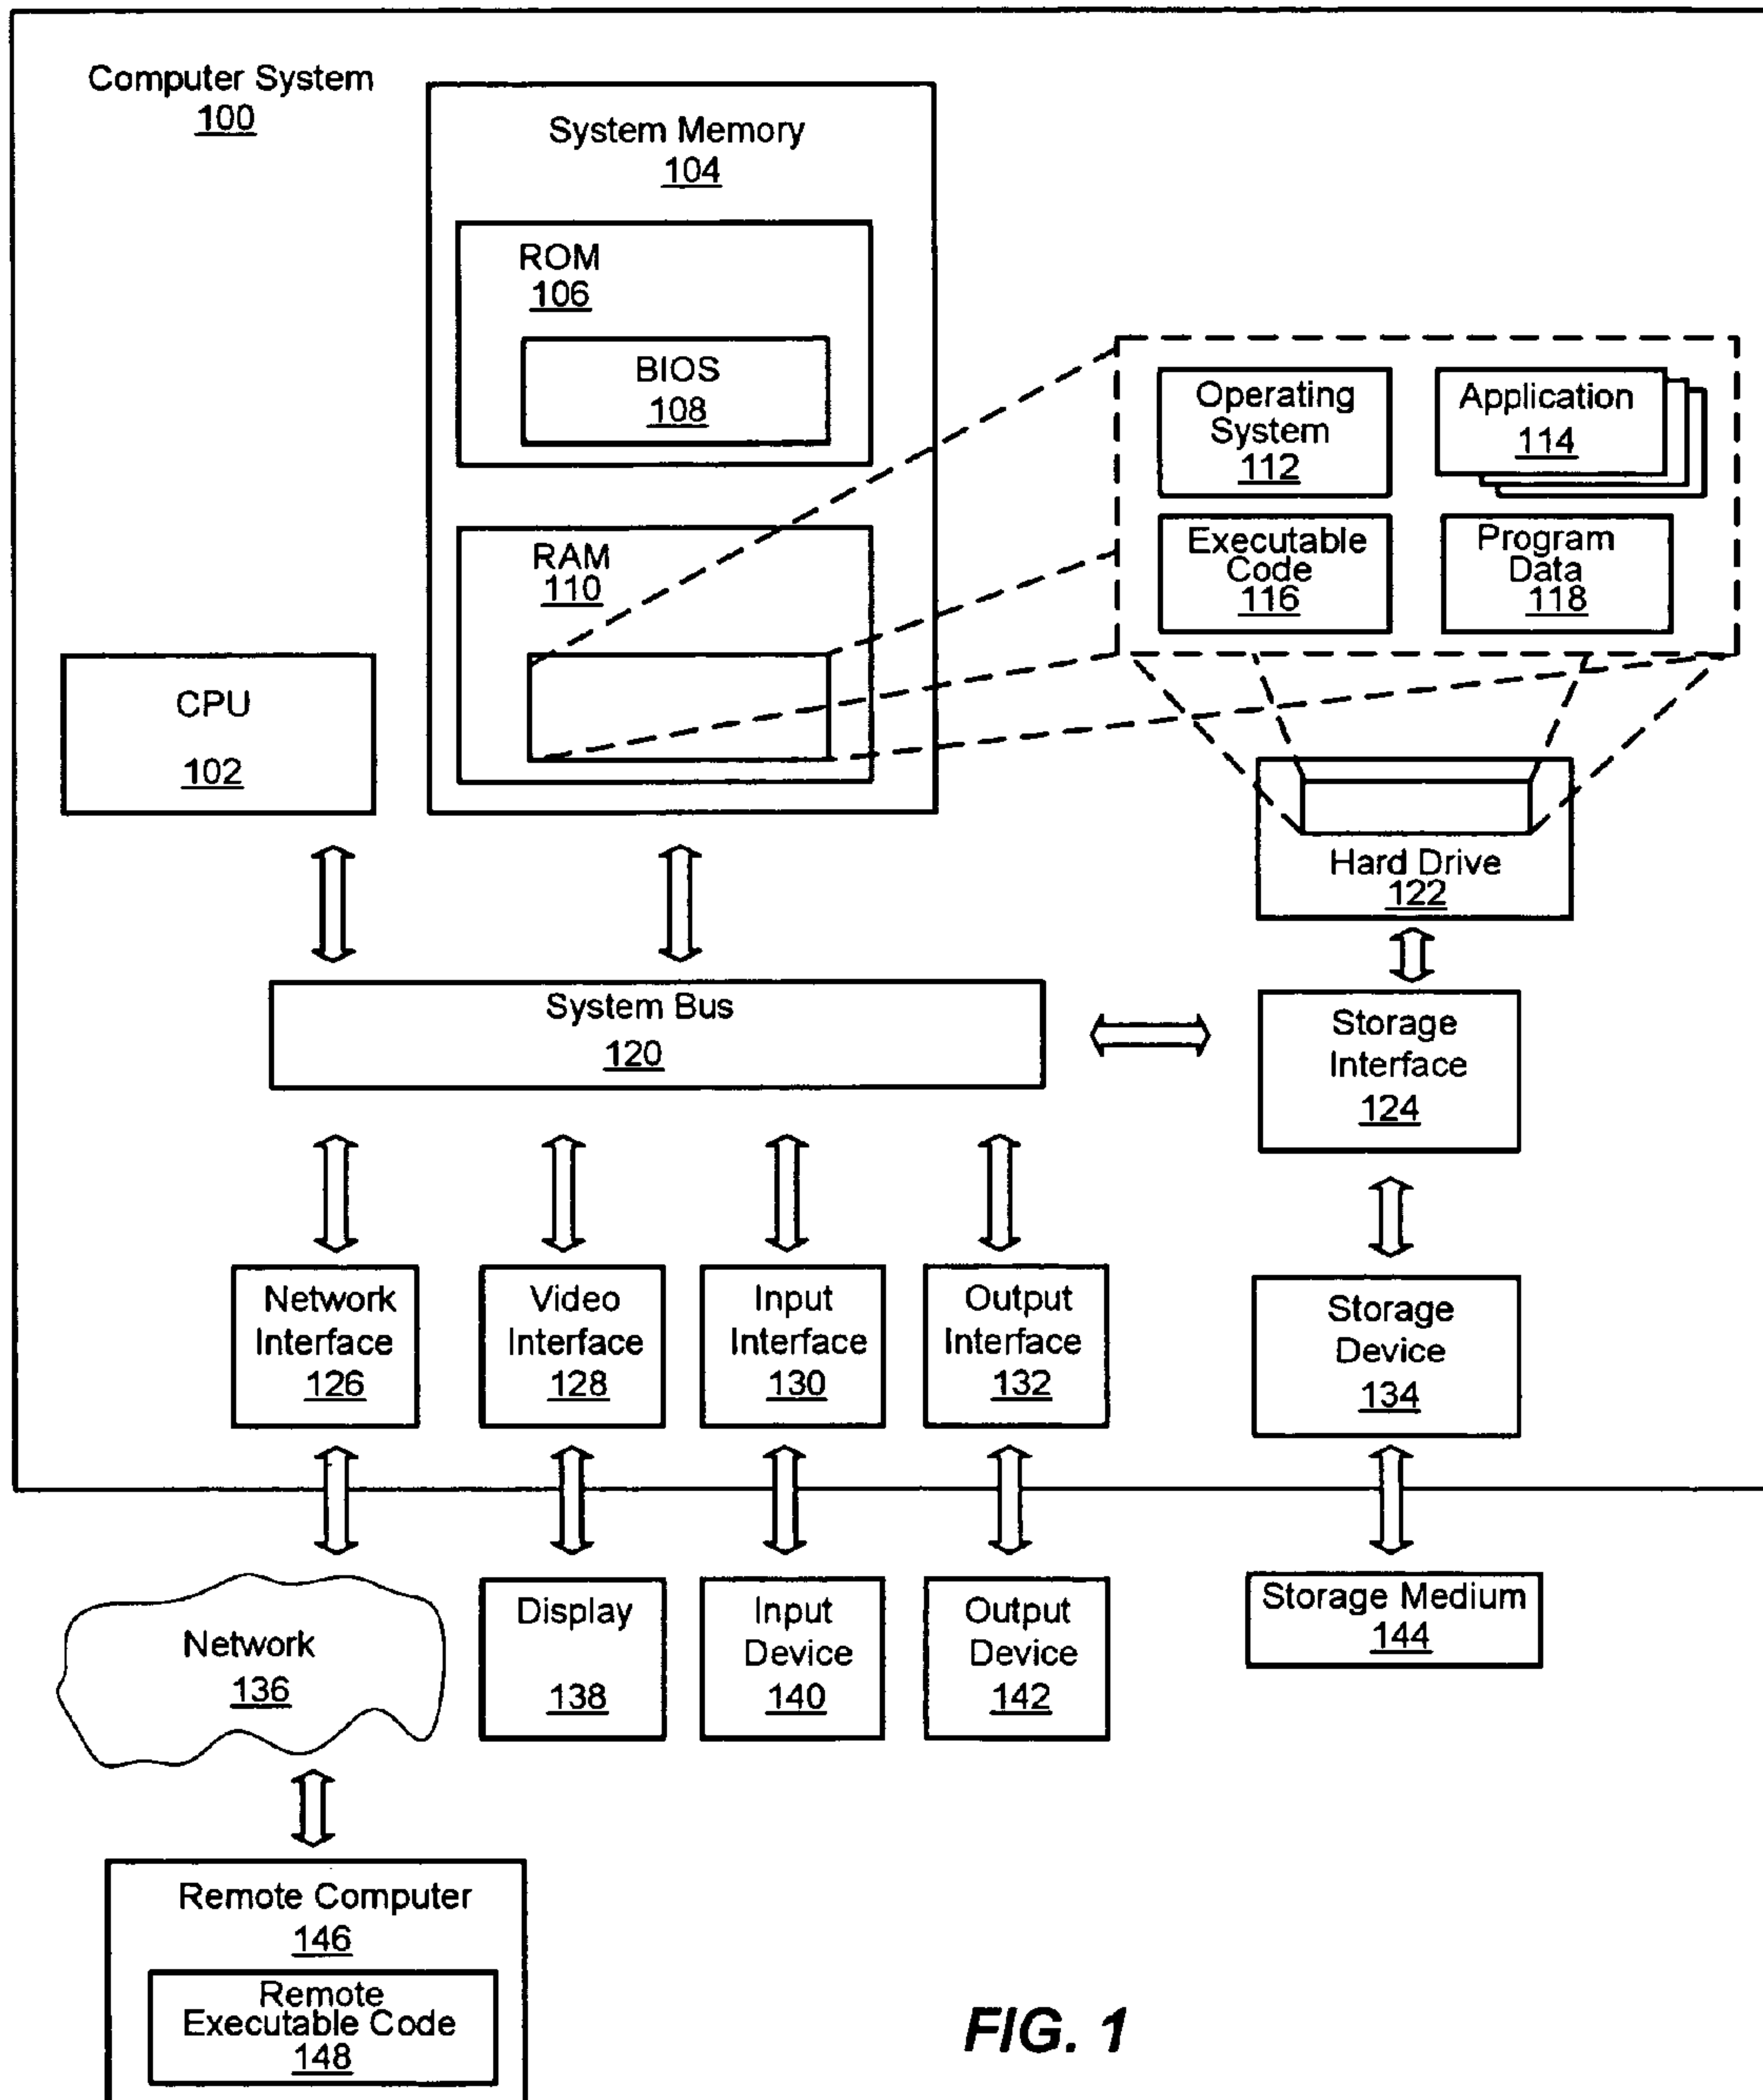 Computer System
100
System Memory
104
ROM
106
BIOS
108
RAM
110
Operating
System
112
Application
114
Executable
Code
116
Program
Data
118
CPU
102
Hard Drive
122
System Bus
120
Storage
Interface
124
Network
Interface
126
Video
Interface
128
Input
Interface
130
Output
Interface
132
Storage
Device
134
Network
136
Display
138
Input
Device
140
Output
Device
142
Storage Medium
144
Remote Computer
146
Remote
Executable Code
148
FIG. 1